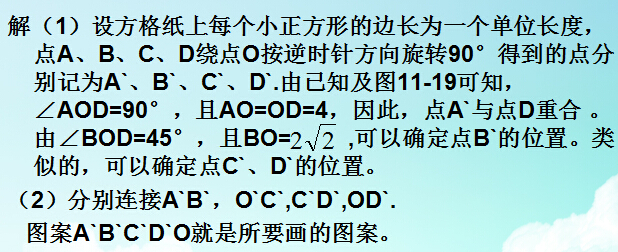 解（1）设方格纸上每个小正方形的边长为一个单位长度，
点A、B、C、D绕点O按逆时针方向旋转90°得到的点分
别记为A`、B`、C`、D`.由已知及图11-19可知，
∠AOD=90°，且AO=OD=4，因此，点A`与点D重合 。
由∠BOD=45°，且BO=2√2 ,可以确定点B`的位置。类
似的，可以确定点C`、D`的位置。
（2）分别连接A`B`，O`C`,C`D`,OD`.
图案A`B`C`D`O就是所要画的图案。